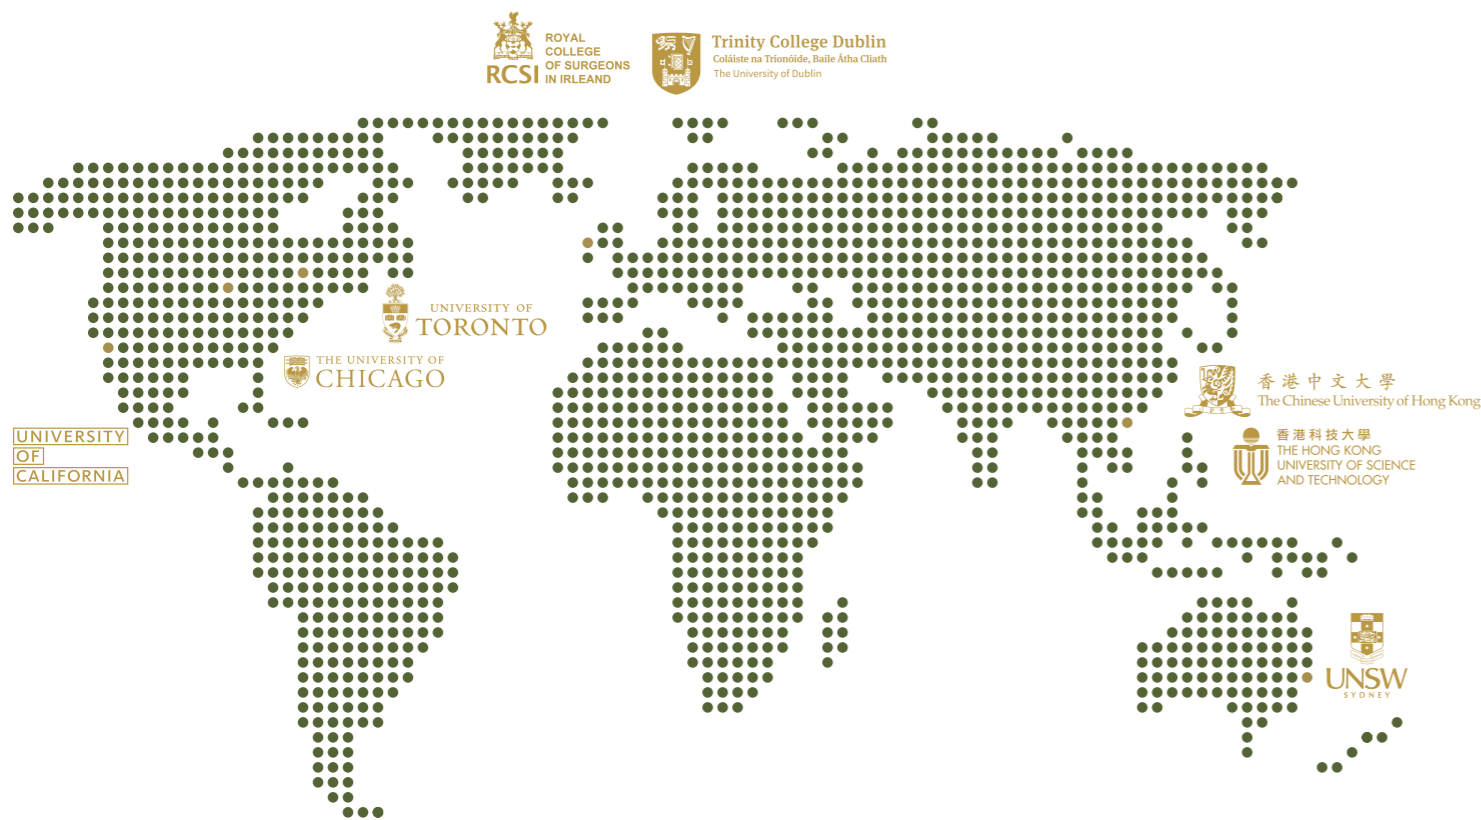 RCSI
ROYAL
COLLEGE
OF SURGEONS
IN IRLEAND
Trinity College Dublin
Coláiste na Tríonóide, Baile Átha Cliath
The University of Dublin
UNIVERSITY OF
TORONTO
THE UNIVERSITY OF
CHICAGO
UNIVERSITY
OF
CALIFORNIA
香港中文大學
The Chinese University of Hong Kong
香港科技大學
THE HONG KONG
UNIVERSITY OF SCIENCE
AND TECHNOLOGY
UNSW
SYDNEY